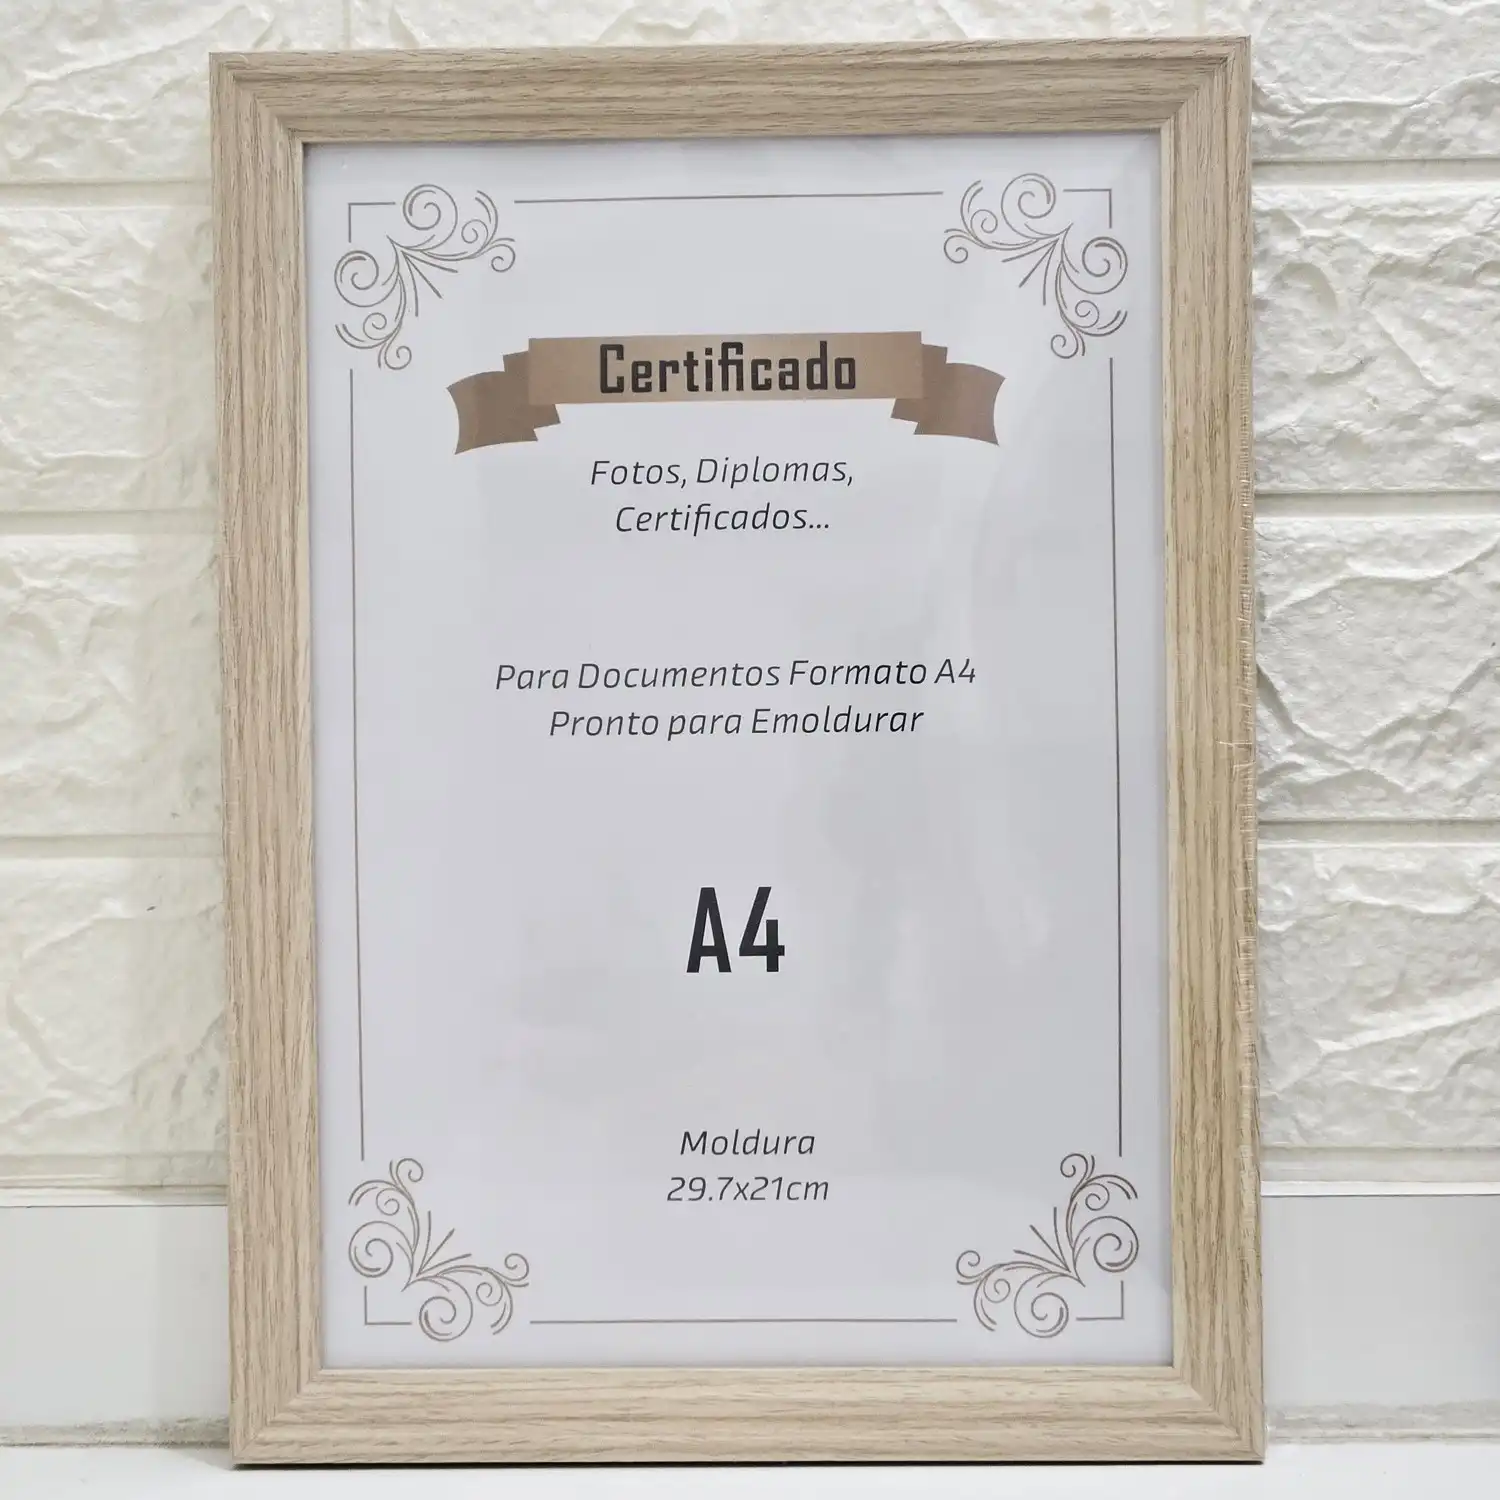 Certificado
Fotos, Diplomas,
Certificados...
Para Documentos Formato A4
Pronto para Emoldurar
A4
Moldura
29.7x21cm